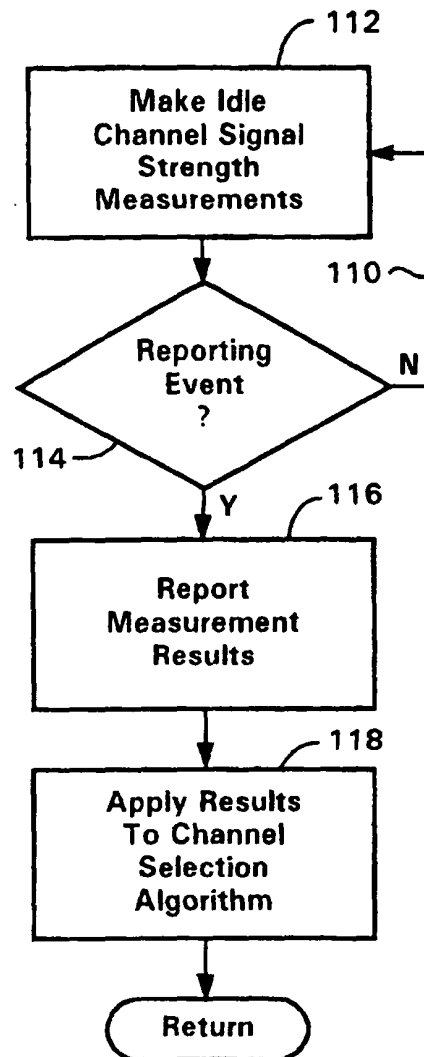 112
Make Idle
Channel Signal
Strength
Measurements
110
Reporting
Event
?
N
114
Y
116
Report
Measurement
Results
118
Apply Results
To Channel
Selection
Algorithm
Return